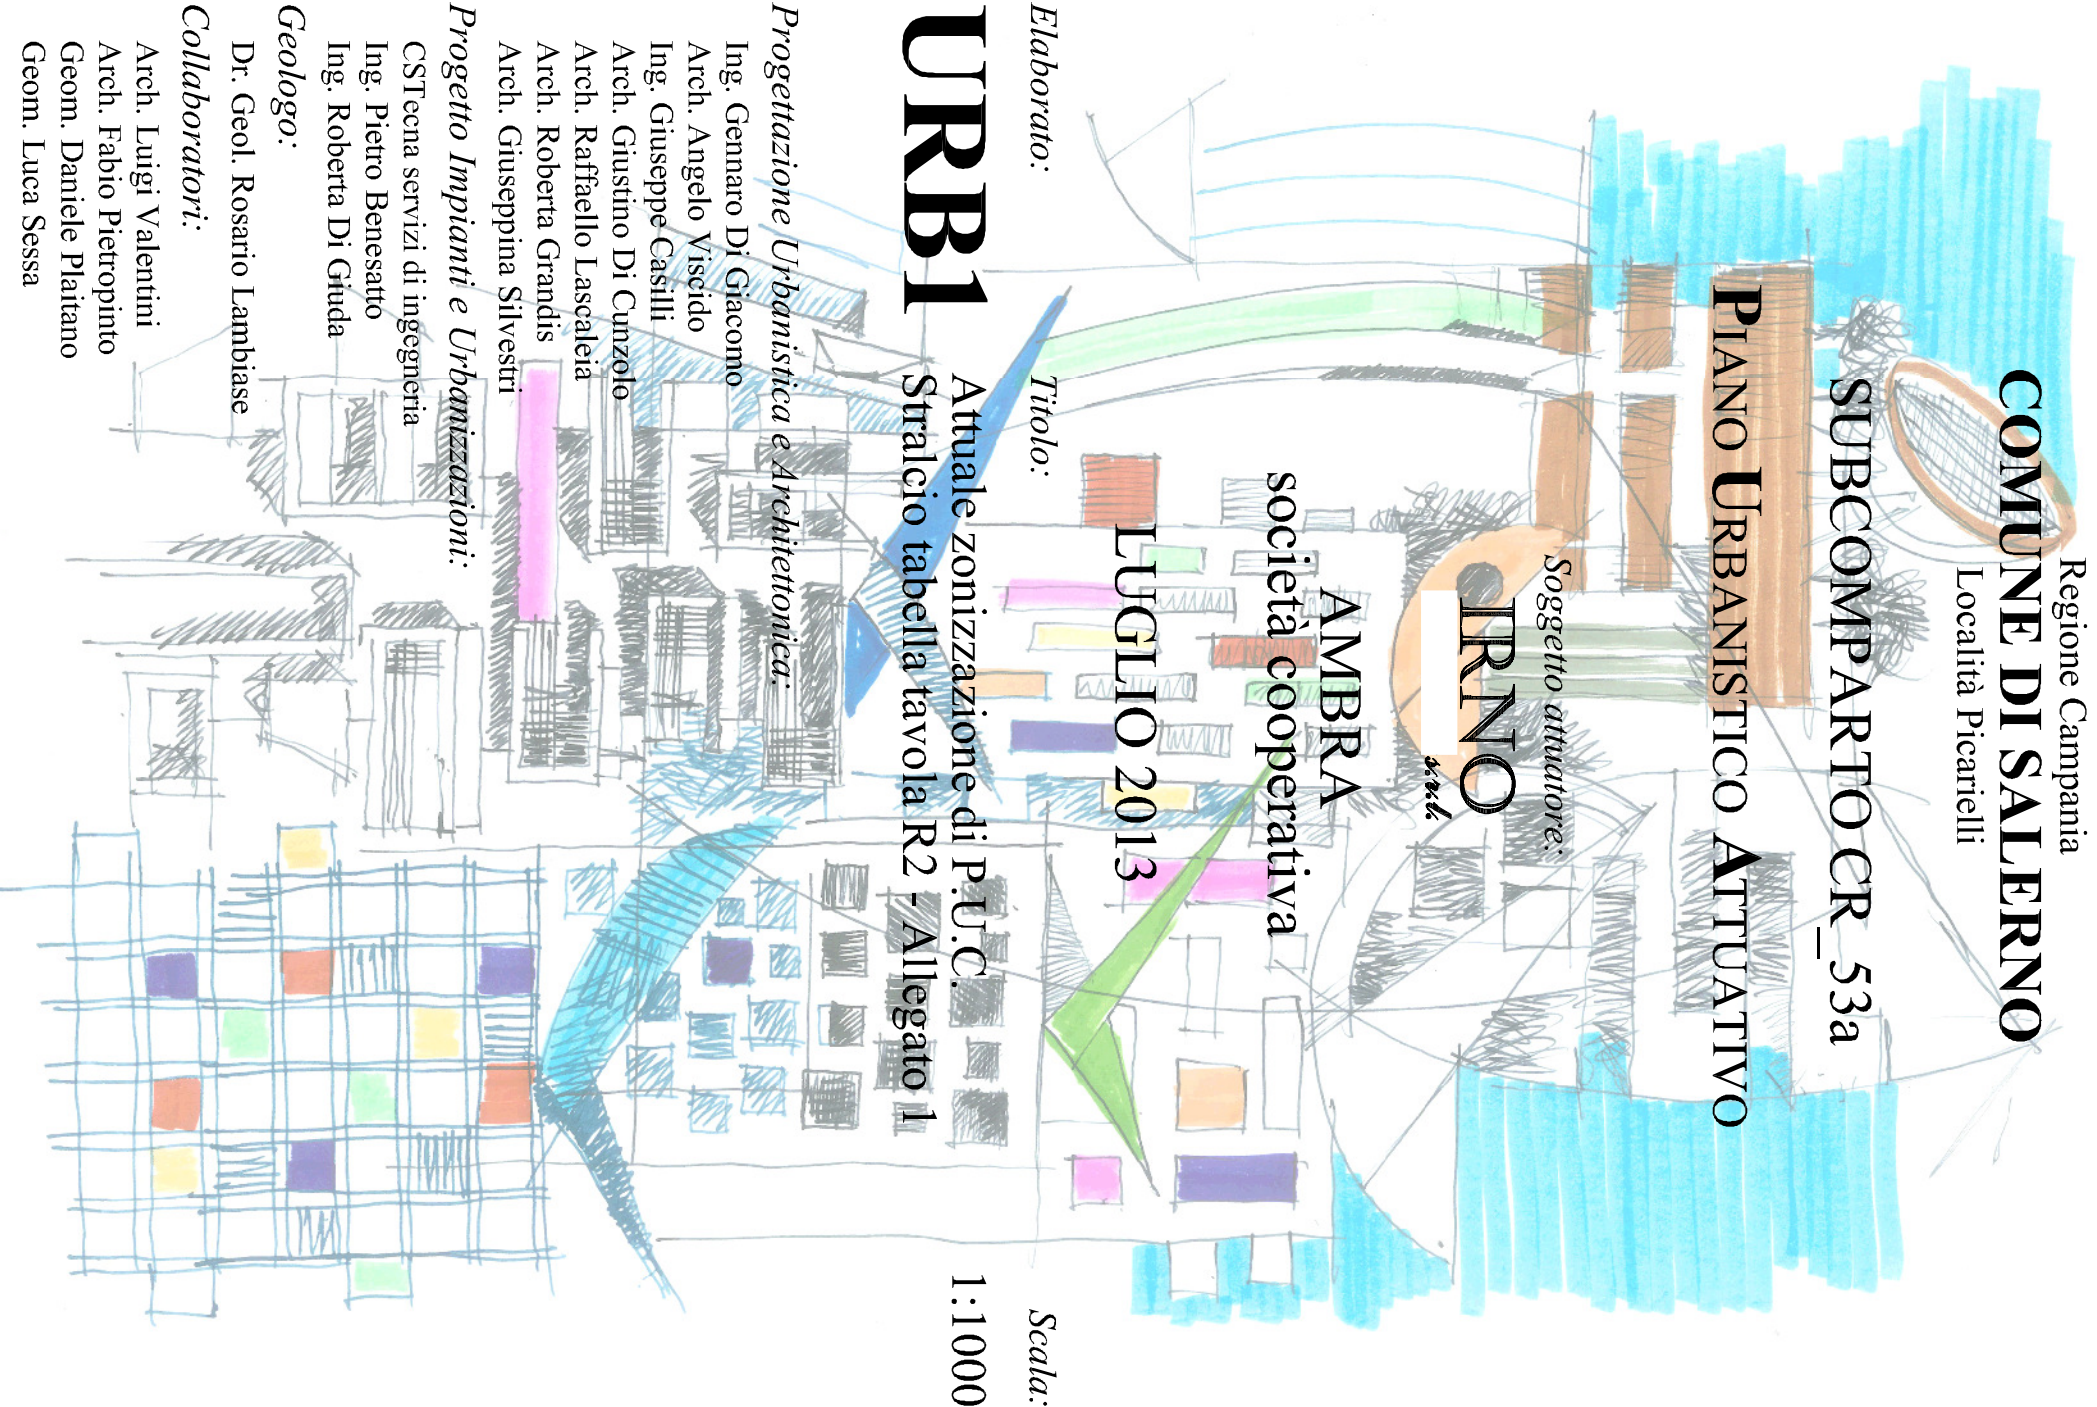 Regione Campania
COMUNE DI SALERNO
Località Picarielli
SUBCOMPARTO CR_53a
PIANO URBANISTICO ATTUATIVO
Soggetto attuatore:
IRNO
s.r.l.
AMBRA
società cooperativa
LUGLIO 2013
Elaborato:
Titolo:
Scala:
URB1
Attuale zonizzazione di P.U.C.
1:1000
Stralcio tabella tavola R2 - Allegato 1
Progettazione Urbanistica e Architettonica:
Ing. Gennaro Di Giacomo
Arch. Angelo Viscido
Ing. Giuseppe Casilli
Arch. Giustino Di Cunzolo
Arch. Raffaello Lascaleia
Arch. Roberta Grandis
Arch. Giuseppina Silvestri
Progetto Impianti e Urbanizzazioni:
CSTecna servizi di ingegneria
Ing. Pietro Benesatto
Ing. Roberta Di Giuda
Geologo:
Dr. Geol. Rosario Lambiase
Collaboratori:
Arch. Luigi Valentini
Arch. Fabio Pietropinto
Geom. Daniele Plaitano
Geom. Luca Sessa